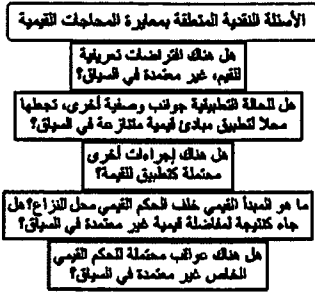 الأسئلة النقدية المتعلقة بمعايرة المحاجات القيمية
هل هناك افتراضات تعريفية
للقيم، غير معتمدة في السياق؟
هل للحالة التطبيقية جوانب وصفية أخرى، تجعلها
محلا لتطبيق مبادئ قيمية متنازعة في السياق؟
هل هناك إجراءات أخرى
محتملة كتطبيق للقيمة؟
ما هو المبدأ القيمي خلف الحكم القيمي محل النزاع؟ هل
جاء كنتيجة لمفاضلة قيمية غير معتمدة في السياق؟
هل هناك عواقب محتملة للحكم القيمي
الخاص غير معتمدة في السياق؟